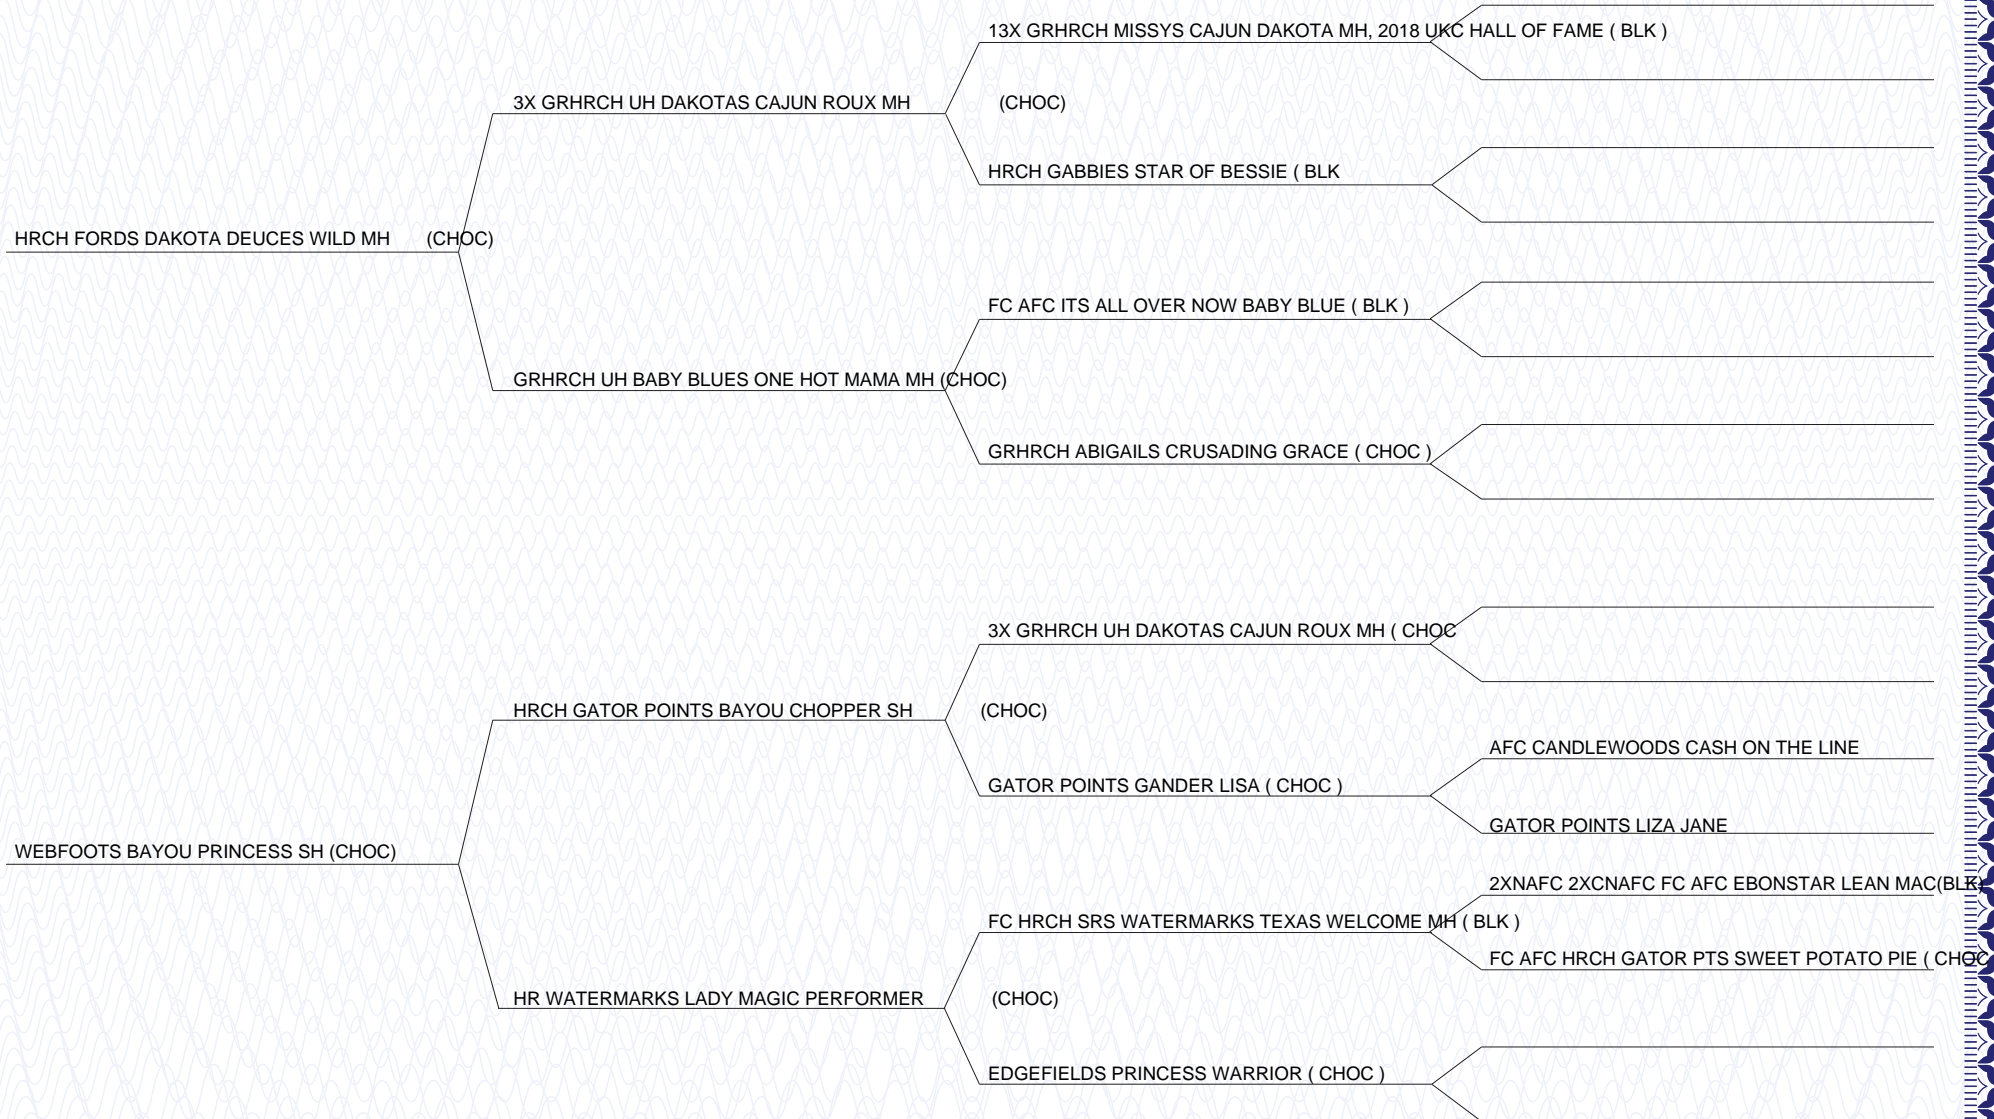 13X GRHRCH MISSYS CAJUN DAKOTA MH, 2018 UKC HALL OF FAME ( BLK )
3X GRHRCH UH DAKOTAS CAJUN ROUX MH (CHOC)
HRCH GABBIES STAR OF BESSIE ( BLK
HRCH FORDS DAKOTA DEUCES WILD MH (CHOC)
FC AFC ITS ALL OVER NOW BABY BLUE ( BLK )
GRHRCH UH BABY BLUES ONE HOT MAMA MH (CHOC)
GRHRCH ABIGAILS CRUSADING GRACE ( CHOC )
3X GRHRCH UH DAKOTAS CAJUN ROUX MH ( CHOC
HRCH GATOR POINTS BAYOU CHOPPER SH (CHOC)
AFC CANDLEWOODS CASH ON THE LINE
GATOR POINTS GANDER LISA ( CHOC )
GATOR POINTS LIZA JANE
WEBFOOTS BAYOU PRINCESS SH (CHOC)
2XNAFC 2XCNAFC FC AFC EBONSTAR LEAN MAC(BLK)
FC HRCH SRS WATERMARKS TEXAS WELCOME MH ( BLK )
FC AFC HRCH GATOR PTS SWEET POTATO PIE ( CHOC
HR WATERMARKS LADY MAGIC PERFORMER (CHOC)
EDGEFIELDS PRINCESS WARRIOR ( CHOC )